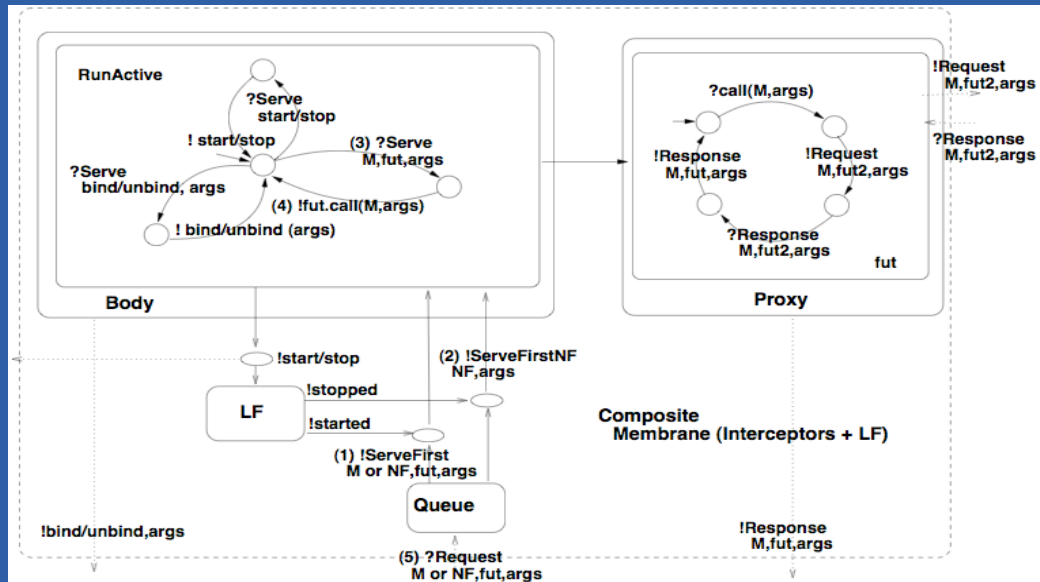 RunActive
?Serve
start/stop
! start/stop
(3) ?Serve
M,fut,args
?Serve
bind/unbind, args
(4) !fut.call(M,args)
! bind/unbind (args)
Body
?call(M,args)
!Response
M,fut,args
!Request
M,fut2,args
?Response
M,fut2,args
fut
Proxy
!Request
M,fut2,args
?Response
M,fut2,args
!start/stop
(2) !ServeFirstNF
NF,args
LF
!stopped
!started
(1) !ServeFirst
M or NF,fut,args
Queue
Composite
Membrane (Interceptors + LF)
!bind/unbind,args
(5) ?Request
M or NF,fut,args
!Response
M,fut,args